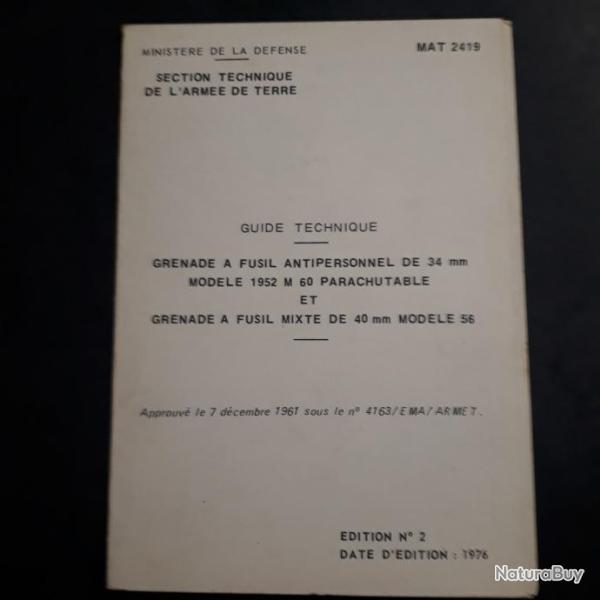 MINISTERE DE LA DEFENSE
MAT 2419
SECTION TECHNIQUE
DE L'ARMEE DE TERRE
GUIDE TECHNIQUE
GRENADE A FUSIL ANTIPERSONNEL DE 34 mm
MODELE 1952 M 60 PARACHUTABLE
ET
GRENADE A FUSIL MIXTE DE 40 mm MODELE 56
Approuvé le 7 décembre 1961 sous le nº 4163/EMA/ARMET.
EDITION Nº 2
DATE D'EDITION : 1976
NaturaBuy